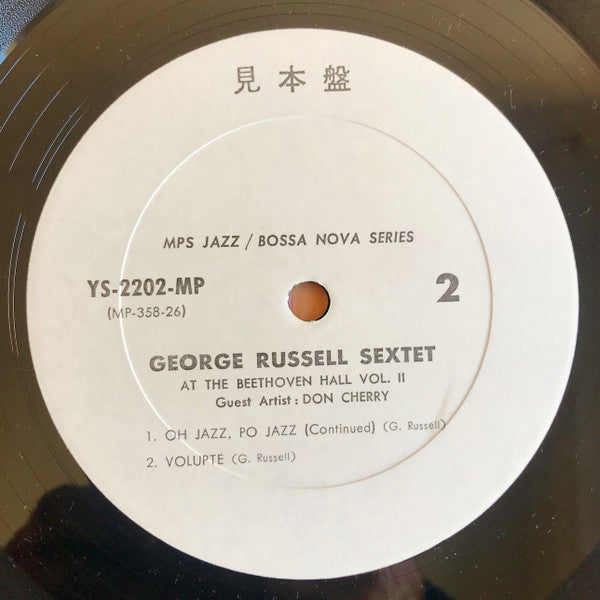 見本盤
MPS JAZZ / BOSSA NOVA SERIES
YS-2202-MP 2
(MP-358-26)
GEORGE RUSSELL SEXTET
AT THE BEETHOVEN HALL VOL. II
Guest Artist : DON CHERRY
1. OH JAZZ, PO JAZZ (Continued) (G. Russell)
2. VOLUPTE (G. Russell)